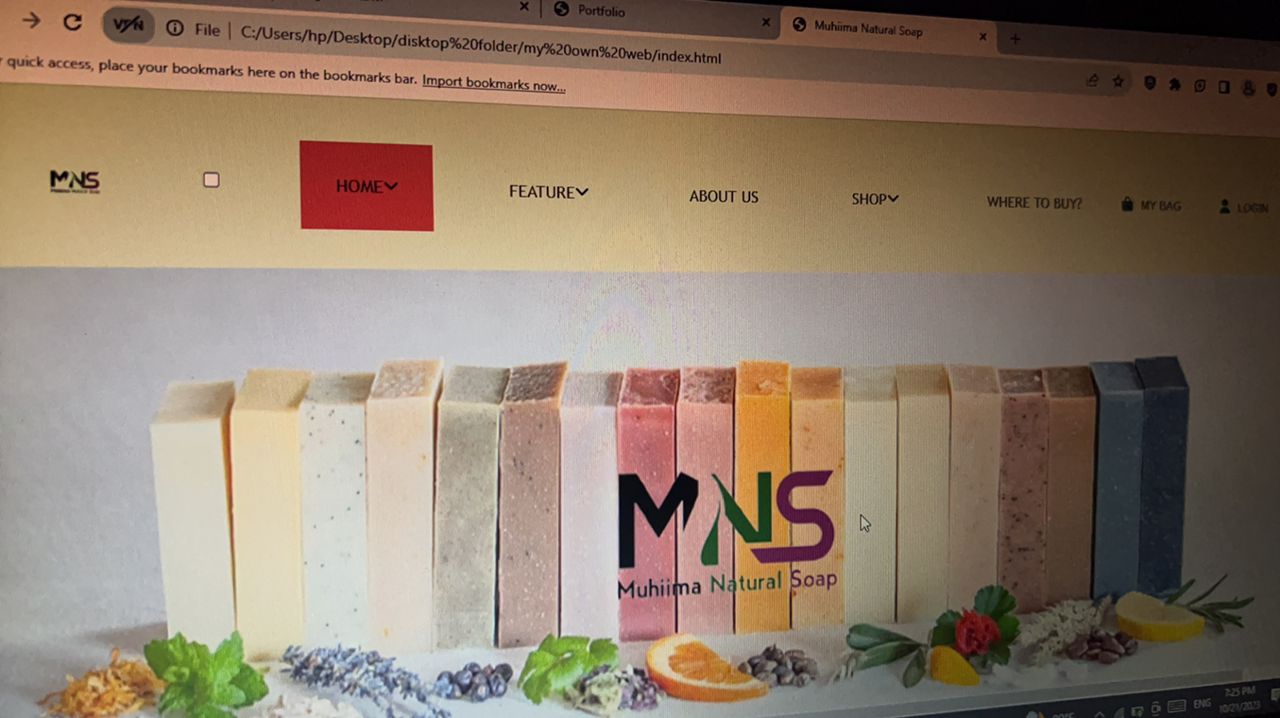 Portfolio
Muhiima Natural Soap
VPN
File
C:/Users/hp/Desktop/disktop%20folder/my%20own%20web/index.html
quick access, place your bookmarks here on the bookmarks bar. Import bookmarks now...
MNS
HOME
FEATURE
ABOUT US
SHOP
WHERE TO BUY?
MY BAG
LOGIN
MNS
Muhiima Natural Soap
ENG
7:25 PM
10/21/2023